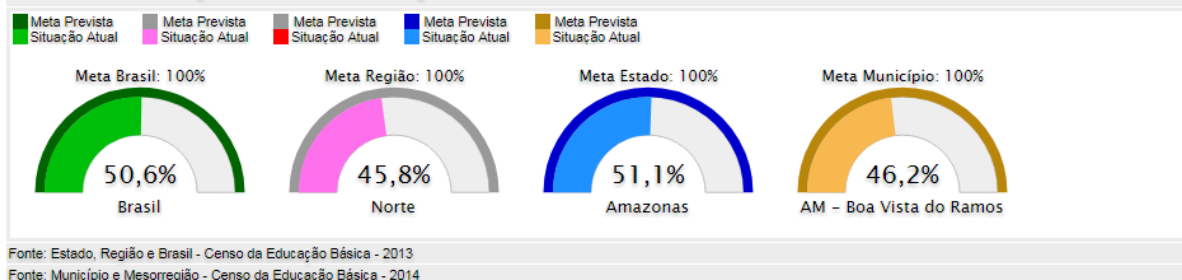 Meta Prevista Meta Prevista Meta Prevista Meta Prevista Meta Prevista
Situação Atual Situação Atual Situação Atual Situação Atual Situação Atual
Meta Brasil: 100% Meta Região: 100% Meta Estado: 100% Meta Município: 100%
50,6% 45,8% 51,1% 46,2%
Brasil Norte Amazonas AM – Boa Vista do Ramos
Fonte: Estado, Região e Brasil - Censo da Educação Básica - 2013
Fonte: Município e Mesorregião - Censo da Educação Básica - 2014